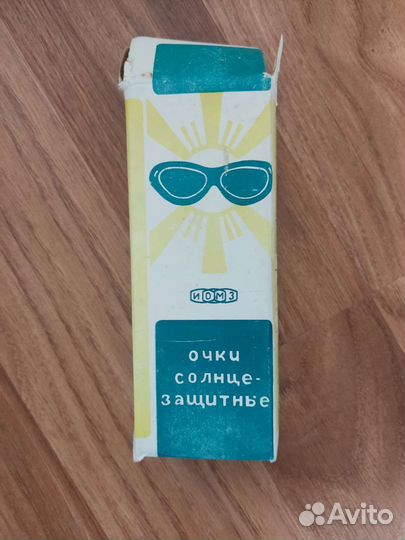 ИОМЗ
очки
солнце-
защитные
Avito